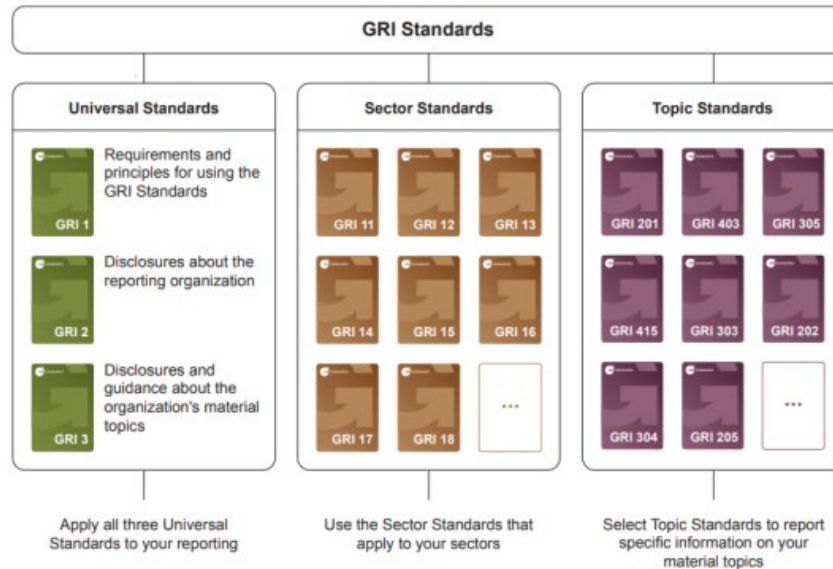 GRI Standards
Universal Standards
GRI 1
Requirements and
principles for using the
GRI Standards
GRI 2
Disclosures about the
reporting organization
GRI 3
Disclosures and
guidance about the
organization's material
topics
Apply all three Universal
Standards to your reporting
Sector Standards
GRI 11
GRI 12
GRI 13
GRI 14
GRI 15
GRI 16
GRI 17
GRI 18
...
Use the Sector Standards that
apply to your sectors
Topic Standards
GRI 201
GRI 403
GRI 305
GRI 415
GRI 303
GRI 202
GRI 304
GRI 205
...
Select Topic Standards to report
specific information on your
material topics